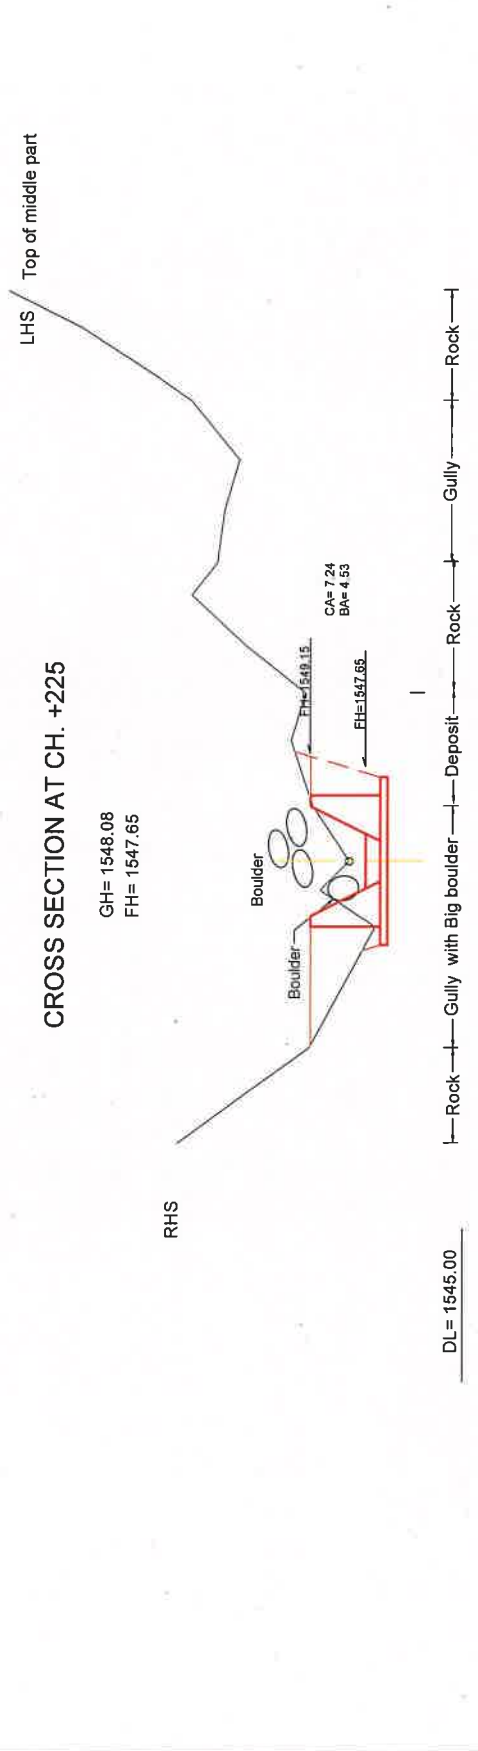 CROSS SECTION AT CH. +225
GH= 1548.08
FH= 1547.65
LHS
Top of middle part
RHS
Boulder
Boulder
FH=1549.15
CA= 7.24
BA= 4.53
FH=1547.65
DL= 1545.00
Rock
Gully with Big boulder
Deposit
Rock
Gully
Rock